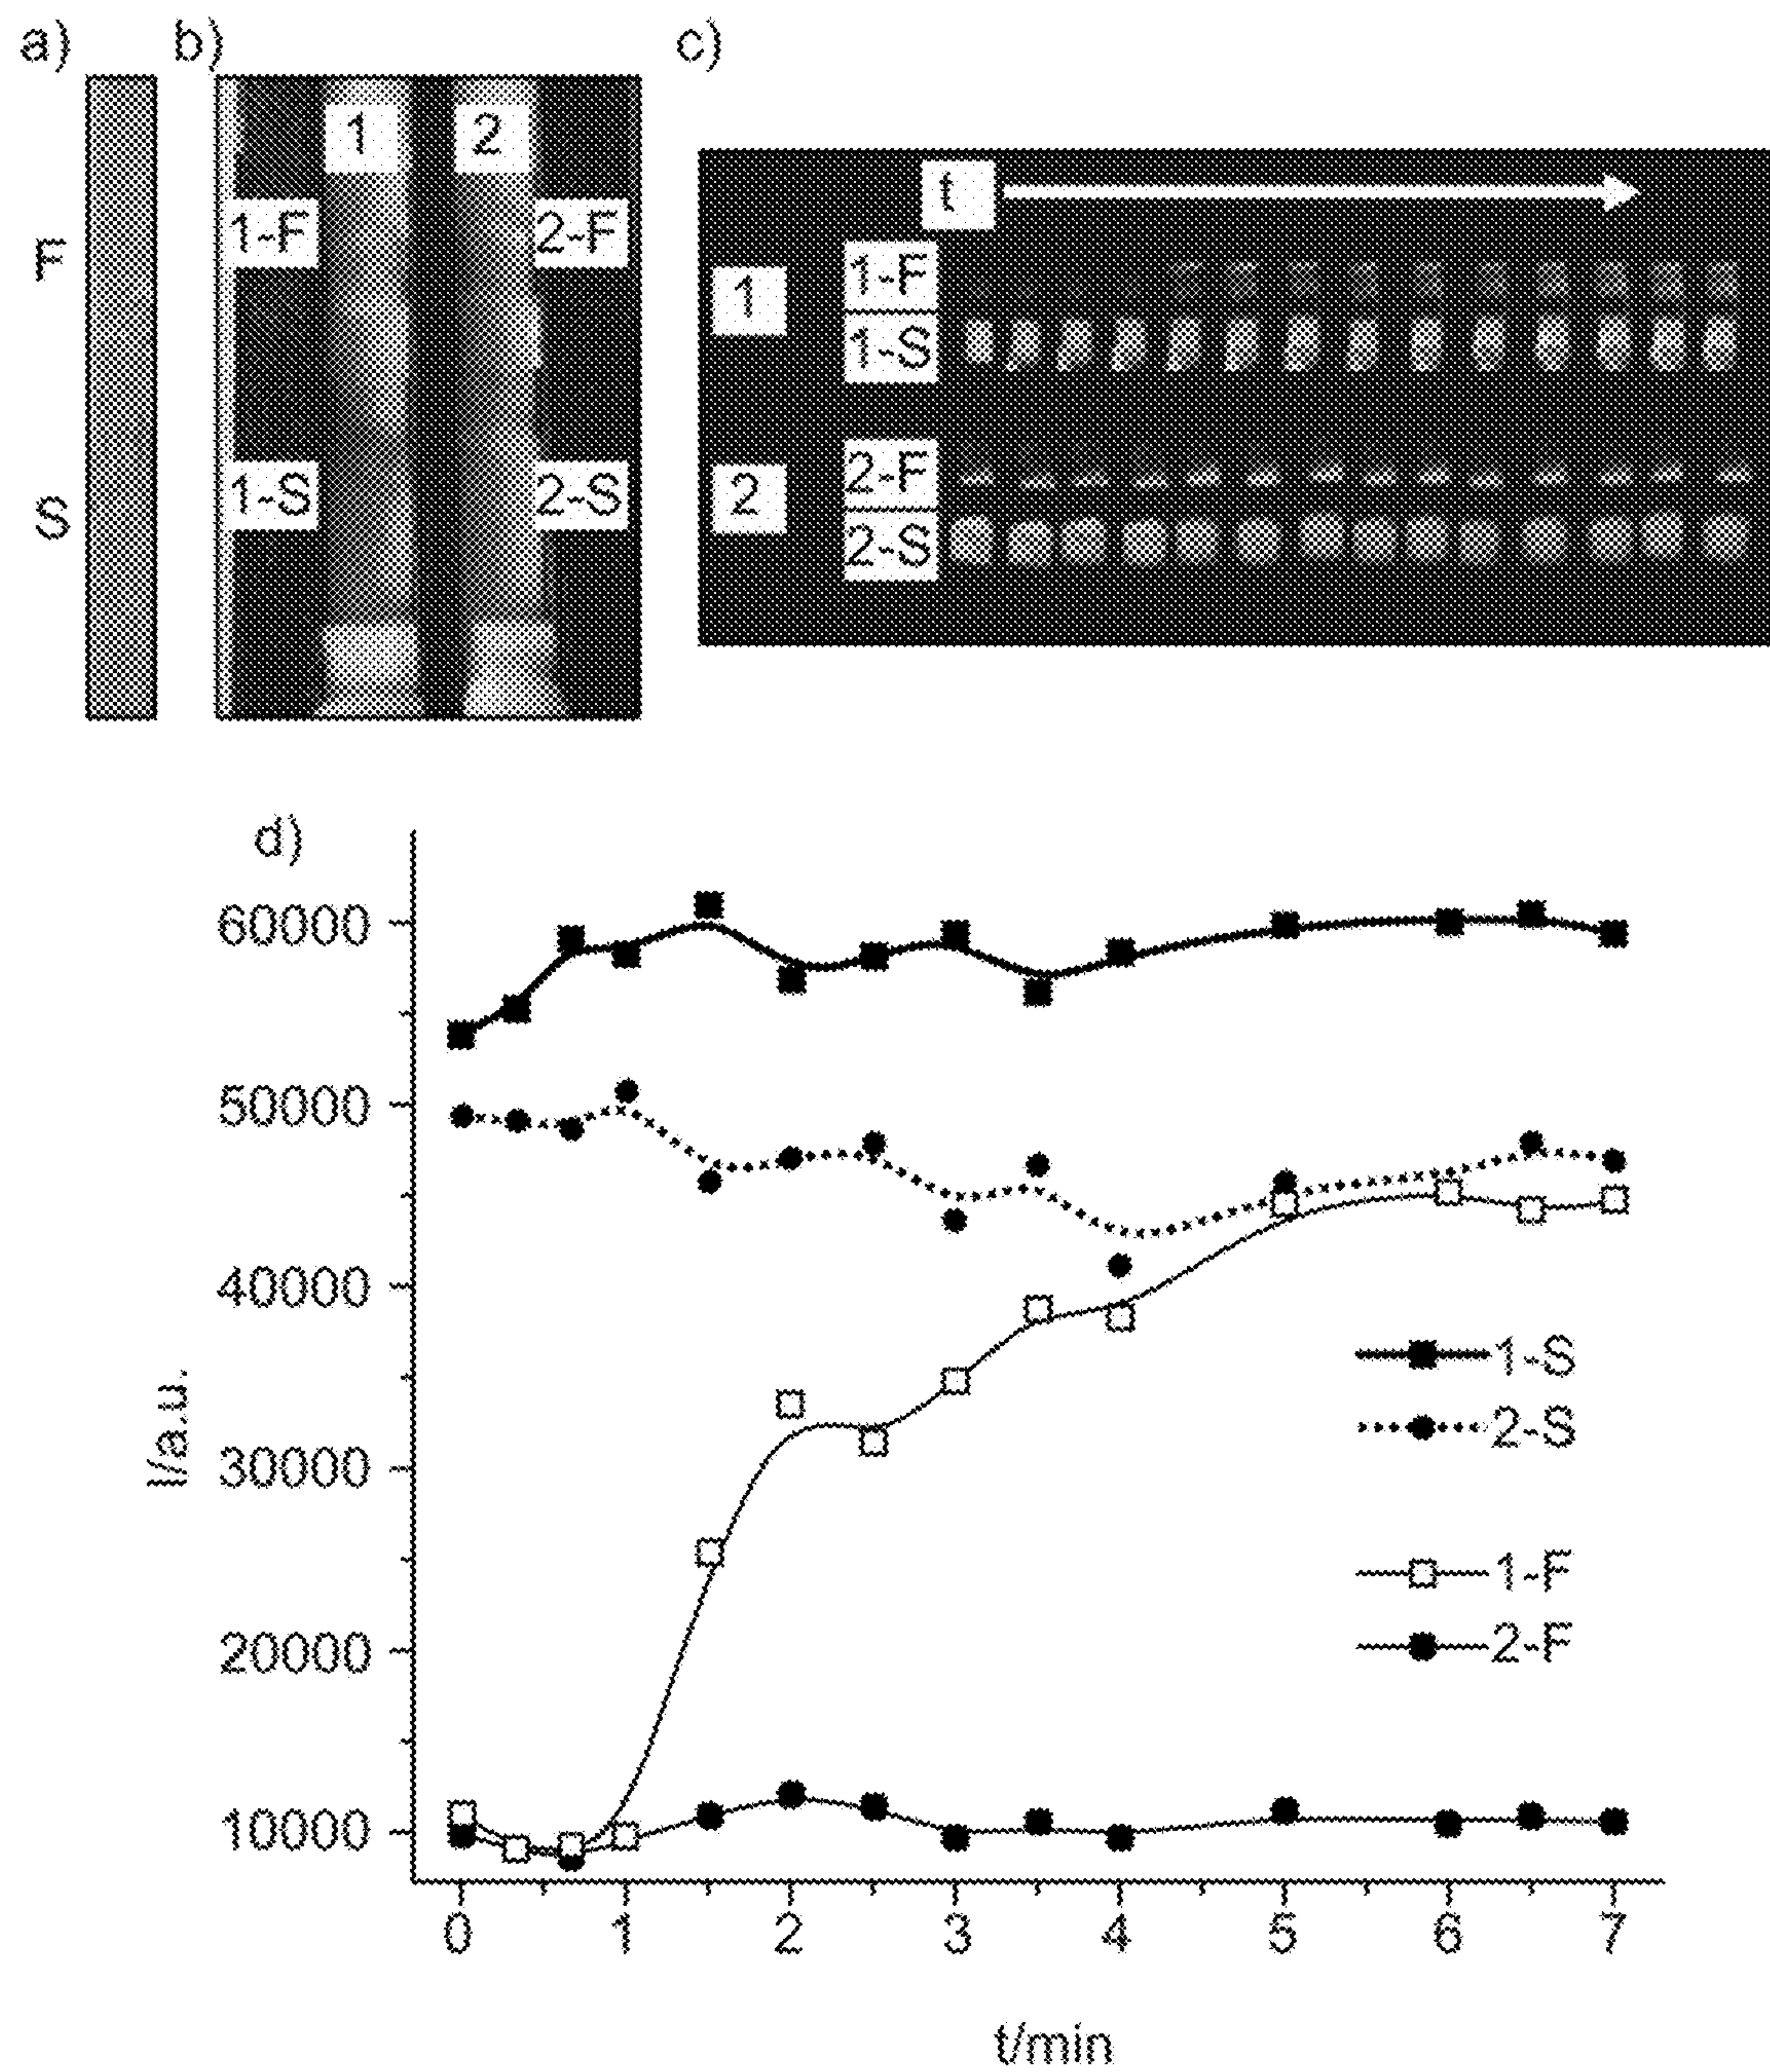 a) b) c)
F
S
1 2
1-F 2-F
1-S 2-S
t
1 1-F
1-S
2 2-F
2-S
d)
60000
50000
40000
30000
20000
10000
I/a.u.
1-S
2-S
1-F
2-F
0 1 2 3 4 5 6 7
t/min